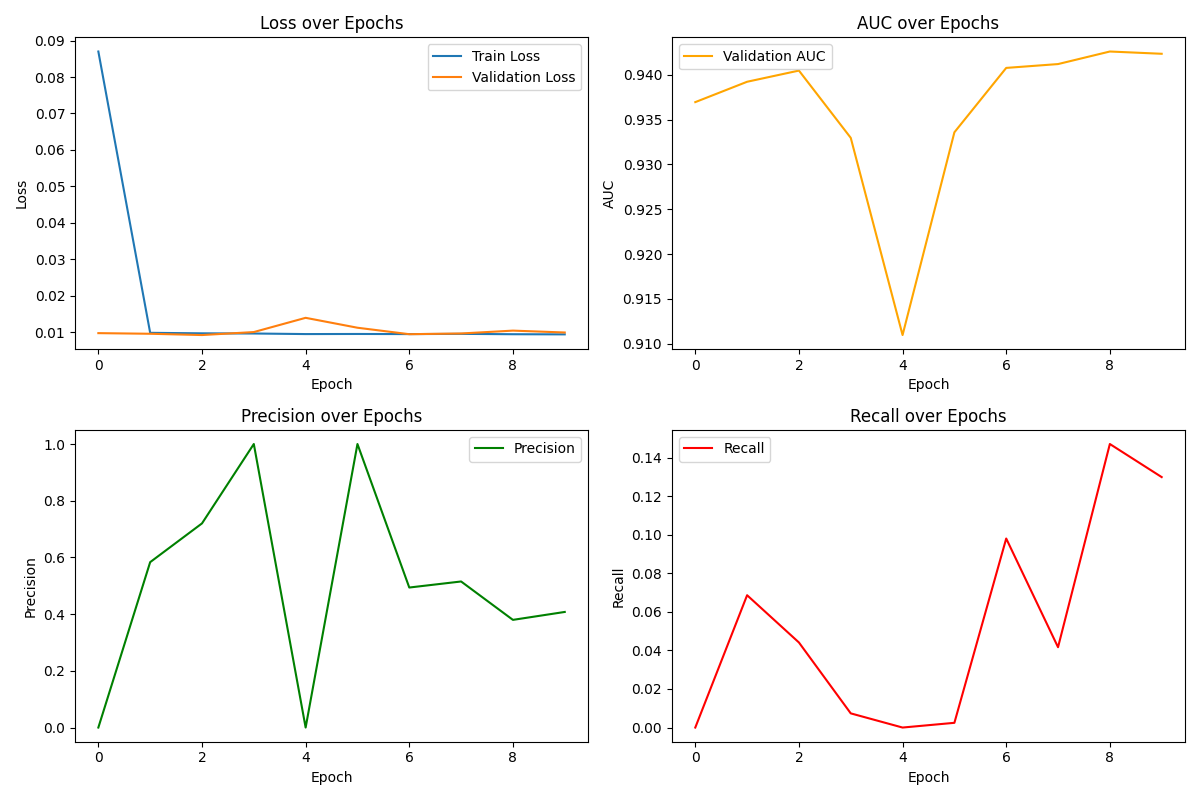 Loss over Epochs
Loss
0.09
0.08
0.07
0.06
0.05
0.04
0.03
0.02
0.01
Train Loss
Validation Loss
0 2 4 6 8
Epoch
AUC over Epochs
AUC
0.940
0.935
0.930
0.925
0.920
0.915
0.910
Validation AUC
0 2 4 6 8
Epoch
Precision over Epochs
Precision
1.0
0.8
0.6
0.4
0.2
0.0
Precision
0 2 4 6 8
Epoch
Recall over Epochs
Recall
0.14
0.12
0.10
0.08
0.06
0.04
0.02
0.00
Recall
0 2 4 6 8
Epoch